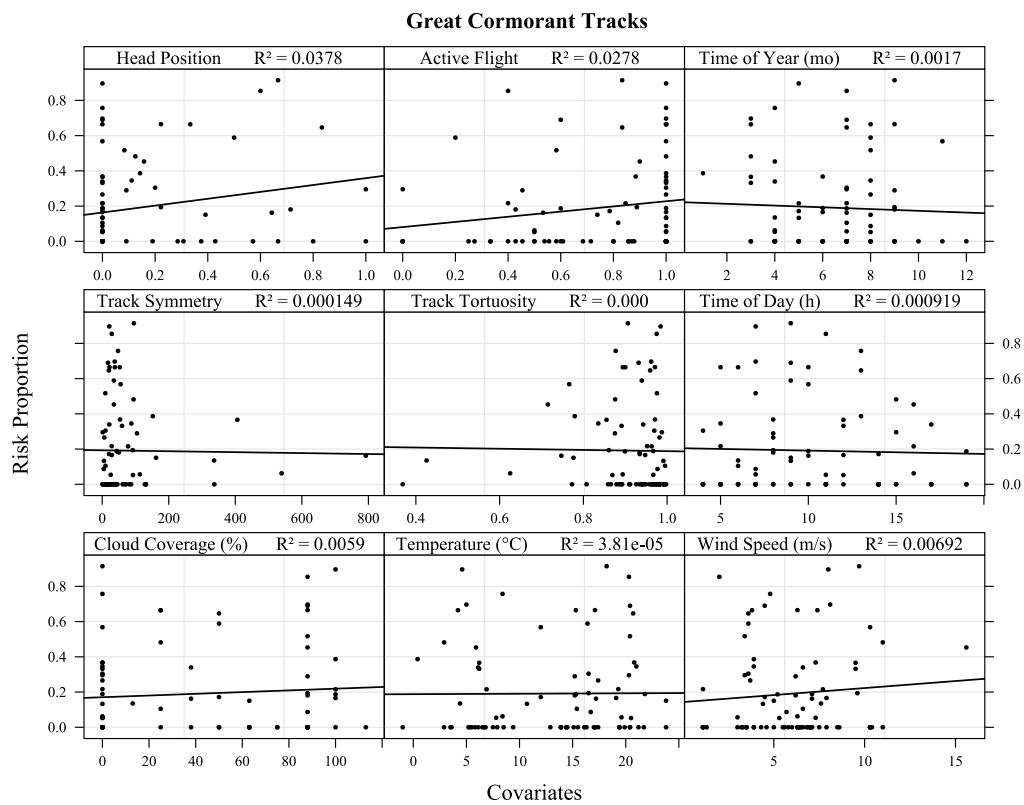 Great Cormorant Tracks
Head Position R² = 0.0378
Active Flight R² = 0.0278
Time of Year (mo) R² = 0.0017
0.8
0.6
0.4
0.2
0.0
0.0 0.2 0.4 0.6 0.8 1.0
0.0 0.2 0.4 0.6 0.8 1.0
2 4 6 8 10 12
Track Symmetry R² = 0.000149
Track Tortuosity R² = 0.000
Time of Day (h) R² = 0.000919
0.8
0.6
0.4
0.2
0.0
0 200 400 600 800
0.4 0.6 0.8 1.0
5 10 15
Cloud Coverage (%) R² = 0.0059
Temperature (°C) R² = 3.81e-05
Wind Speed (m/s) R² = 0.00692
0.8
0.6
0.4
0.2
0.0
0 20 40 60 80 100
0 5 10 15 20
5 10 15
Risk Proportion
Covariates